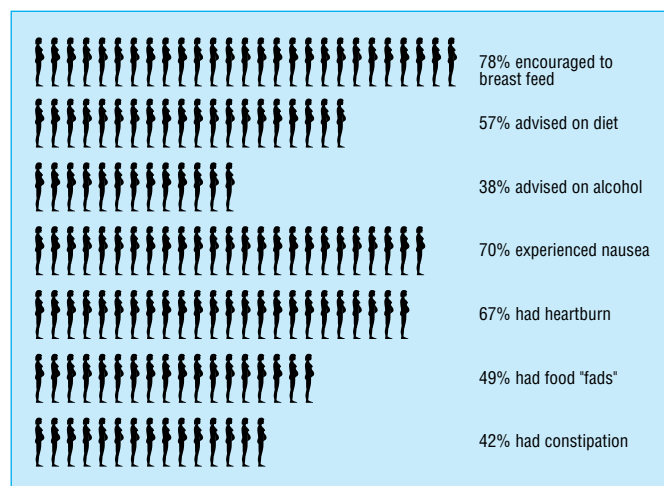 78% encouraged to
breast feed
57% advised on diet
38% advised on alcohol
70% experienced nausea
67% had heartburn
49% had food "fads"
42% had constipation